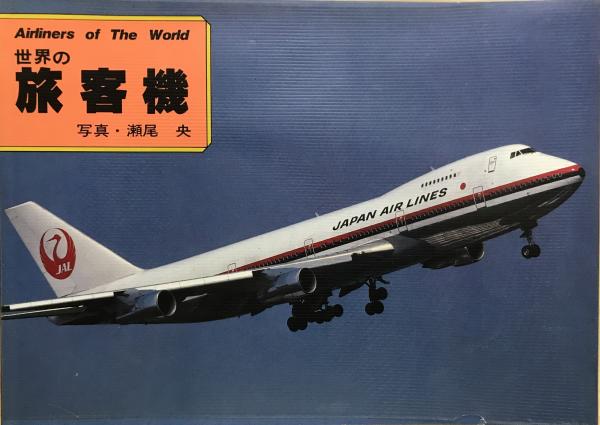 Airliners of The World
世界の
旅客機
写真・瀬尾 央
JAPAN AIR LINES
JAL